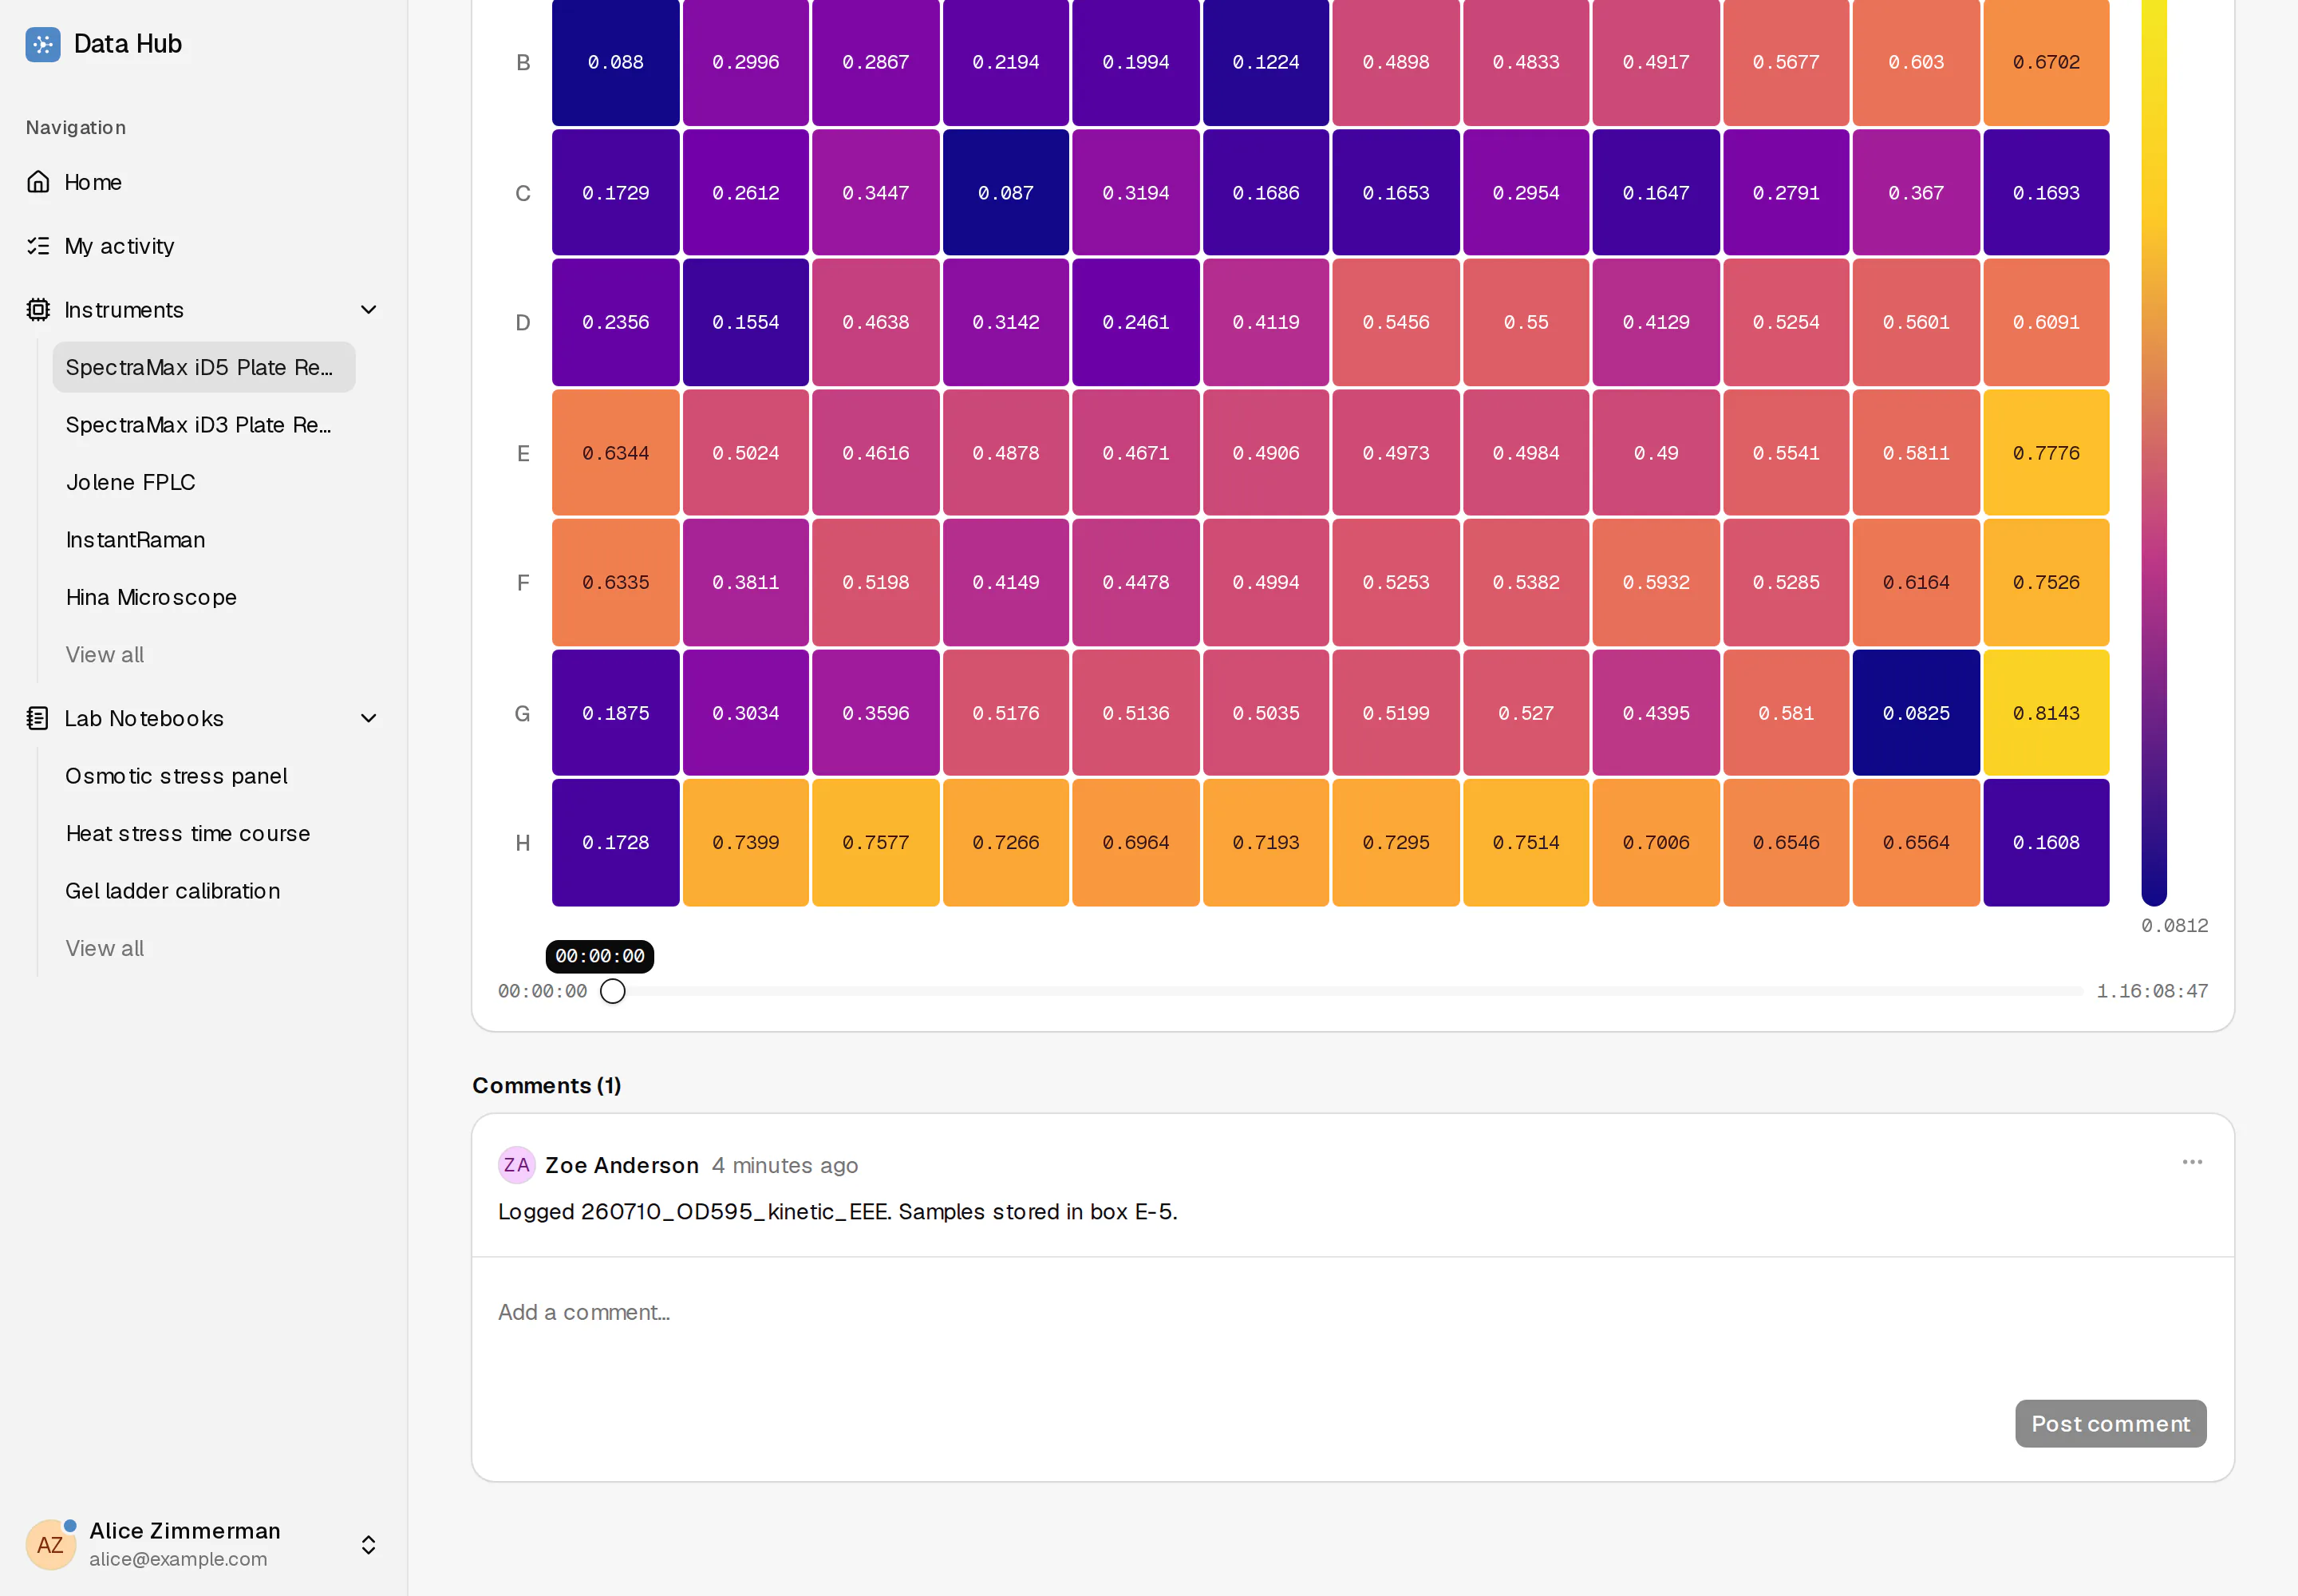 Data Hub
Navigation
Home
My activity
Instruments
SpectraMax iD5 Plate Re...
SpectraMax iD3 Plate Re...
Jolene FPLC
InstantRaman
Hina Microscope
View all
Lab Notebooks
Osmotic stress panel
Heat stress time course
Gel ladder calibration
View all
AZ
Alice Zimmerman
alice@example.com
B 0.088 0.2996 0.2867 0.2194 0.1994 0.1224 0.4898 0.4833 0.4917 0.5677 0.603 0.6702
C 0.1729 0.2612 0.3447 0.087 0.3194 0.1686 0.1653 0.2954 0.1647 0.2791 0.367 0.1693
D 0.2356 0.1554 0.4638 0.3142 0.2461 0.4119 0.5456 0.55 0.4129 0.5254 0.5601 0.6091
E 0.6344 0.5024 0.4616 0.4878 0.4671 0.4906 0.4973 0.4984 0.49 0.5541 0.5811 0.7776
F 0.6335 0.3811 0.5198 0.4149 0.4478 0.4994 0.5253 0.5382 0.5932 0.5285 0.6164 0.7526
G 0.1875 0.3034 0.3596 0.5176 0.5136 0.5035 0.5199 0.527 0.4395 0.581 0.0825 0.8143
H 0.1728 0.7399 0.7577 0.7266 0.6964 0.7193 0.7295 0.7514 0.7006 0.6546 0.6564 0.1608
0.0812
00:00:00
00:00:00 1.16:08:47
Comments (1)
ZA Zoe Anderson 4 minutes ago
Logged 260710_OD595_kinetic_EEE. Samples stored in box E-5.
Add a comment...
Post comment